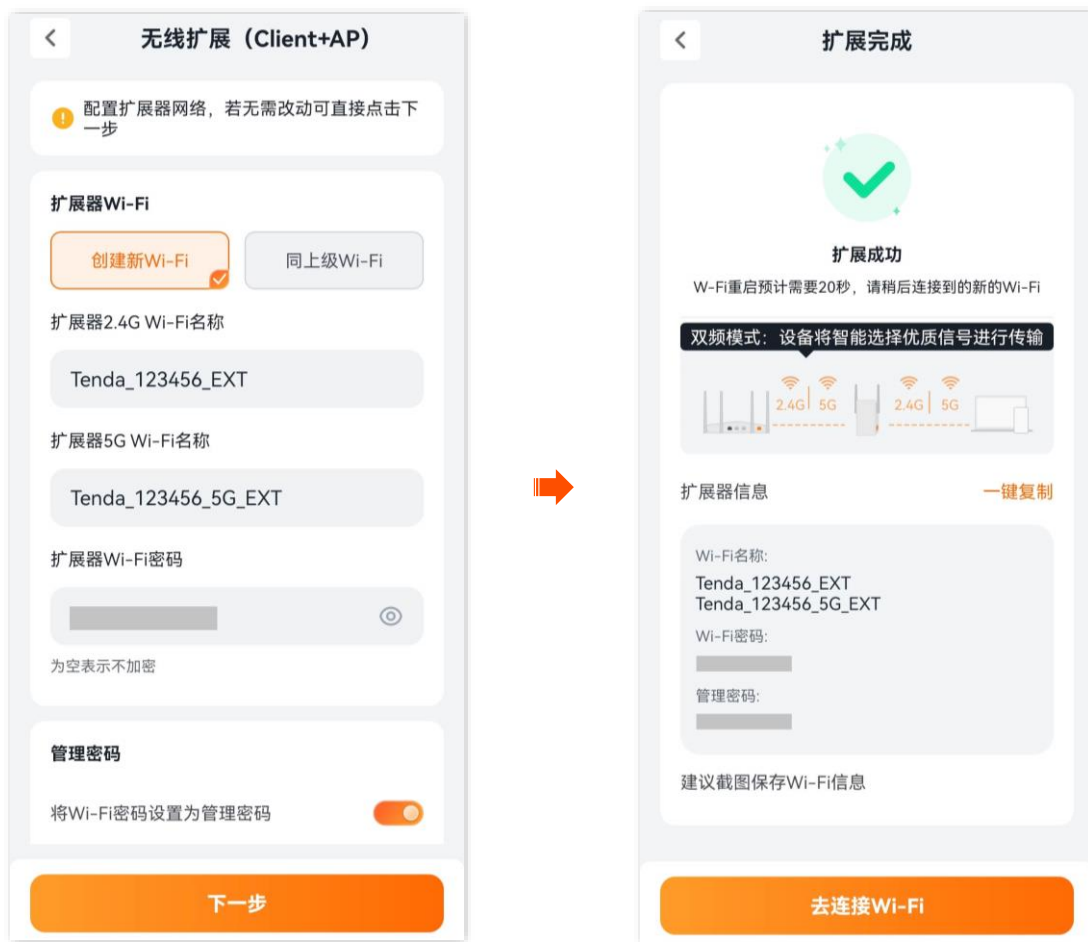 无线扩展（Client+AP）
配置扩展器网络，若无需改动可直接点击下
一步
扩展器Wi-Fi
创建新Wi-Fi
同上级Wi-Fi
扩展器2.4G Wi-Fi名称
Tenda_123456_EXT
扩展器5G Wi-Fi名称
Tenda_123456_5G_EXT
扩展器Wi-Fi密码
为空表示不加密
管理密码
将Wi-Fi密码设置为管理密码
下一步
扩展完成
扩展成功
W-Fi重启预计需要20秒，请稍后连接到的新的Wi-Fi
双频模式：设备将智能选择优质信号进行传输
2.4G 5G 2.4G 5G
扩展器信息
一键复制
Wi-Fi名称:
Tenda_123456_EXT
Tenda_123456_5G_EXT
Wi-Fi密码:
管理密码:
建议截图保存Wi-Fi信息
去连接Wi-Fi